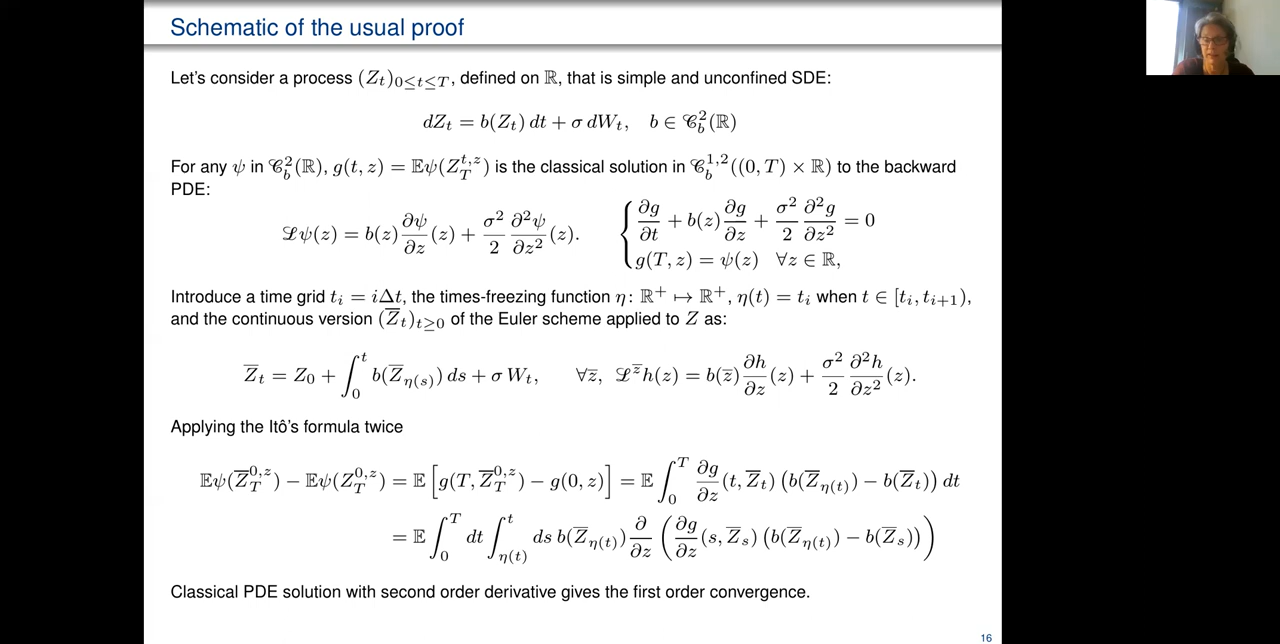 Schematic of the usual proof
Let's consider a process (Z_t)_{0≤t≤T}, defined on ℝ, that is simple and unconfined SDE:
dZ_t = b(Z_t) dt + σ dW_t, b ∈ 𝒞_b^2(ℝ)
For any ψ in 𝒞_b^2(ℝ), g(t, z) = 𝔼ψ(Z_T^{t,z}) is the classical solution in 𝒞_b^{1,2}((0, T) × ℝ) to the backward
PDE:
ℒψ(z) = b(z) ∂ψ/∂z (z) + σ²/2 ∂²ψ/∂z² (z). { ∂g/∂t + b(z) ∂g/∂z + σ²/2 ∂²g/∂z² = 0
g(T, z) = ψ(z) ∀z ∈ ℝ,
Introduce a time grid t_i = iΔt, the times-freezing function η: ℝ⁺ ↦ ℝ⁺, η(t) = t_i when t ∈ [t_i, t_{i+1}),
and the continuous version (Z̅_t)_{t≥0} of the Euler scheme applied to Z as:
Z̅_t = Z_0 + ∫_0^t b(Z̅_{η(s)}) ds + σ W_t, ∀z̅, ℒ^{z̅} h(z) = b(z̅) ∂h/∂z (z) + σ²/2 ∂²h/∂z² (z).
Applying the Itô's formula twice
𝔼ψ(Z̅_T^{0,z}) − 𝔼ψ(Z_T^{0,z}) = 𝔼[g(T, Z̅_T^{0,z}) − g(0, z)] = 𝔼 ∫_0^T ∂g/∂z (t, Z̅_t) (b(Z̅_{η(t)}) − b(Z̅_t)) dt
= 𝔼 ∫_0^T dt ∫_{η(t)}^t ds b(Z̅_{η(t)}) ∂/∂z (∂g/∂z (s, Z̅_s) (b(Z̅_{η(t)}) − b(Z̅_s)))
Classical PDE solution with second order derivative gives the first order convergence.
16